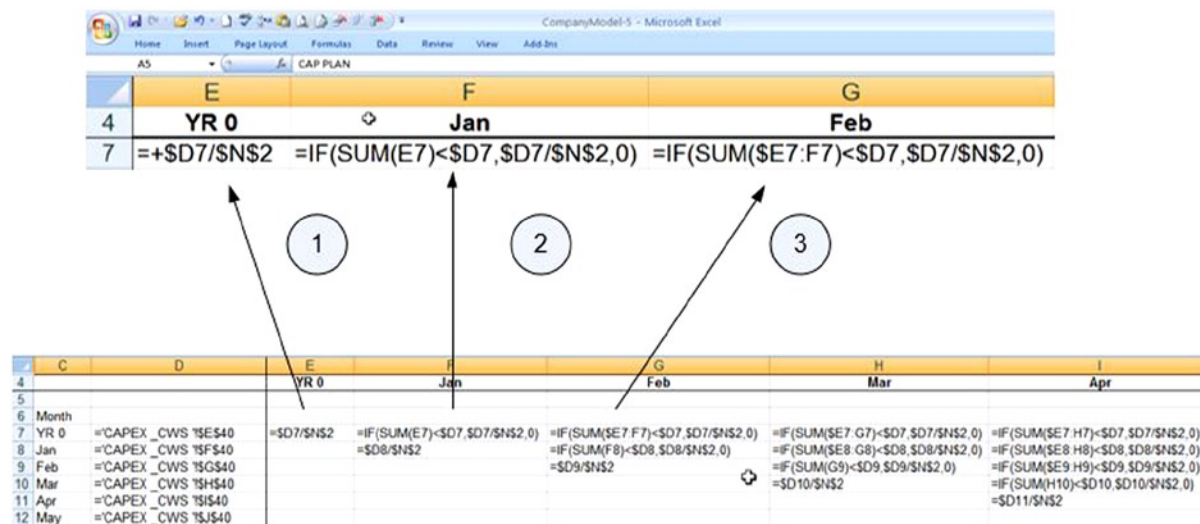 CompanyModel-5 - Microsoft Excel
Home Insert Page Layout Formulas Data Review View Add-Ins
A5 fx CAP PLAN
E F G
4 YR 0 Jan Feb
7 =+$D7/$N$2 =IF(SUM(E7)<$D7,$D7/$N$2,0) =IF(SUM($E7:F7)<$D7,$D7/$N$2,0)
1 2 3
C D E F G H I
4 YR 0 Jan Feb Mar Apr
5
6 Month
7 YR 0 ='CAPEX _CWS '!$E$40 =$D7/$N$2 =IF(SUM(E7)<$D7,$D7/$N$2,0) =IF(SUM($E7:F7)<$D7,$D7/$N$2,0) =IF(SUM($E7:G7)<$D7,$D7/$N$2,0) =IF(SUM($E7:H7)<$D7,$D7/$N$2,0)
8 Jan ='CAPEX _CWS '!$F$40 =$D8/$N$2 =IF(SUM(F8)<$D8,$D8/$N$2,0) =IF(SUM($E8:G8)<$D8,$D8/$N$2,0) =IF(SUM($E8:H8)<$D8,$D8/$N$2,0)
9 Feb ='CAPEX _CWS '!$G$40 =$D9/$N$2 =IF(SUM(G9)<$D9,$D9/$N$2,0) =IF(SUM($E9:H9)<$D9,$D9/$N$2,0)
10 Mar ='CAPEX _CWS '!$H$40 =$D10/$N$2 =IF(SUM(H10)<$D10,$D10/$N$2,0)
11 Apr ='CAPEX _CWS '!$I$40 =$D11/$N$2
12 May ='CAPEX _CWS '!$J$40